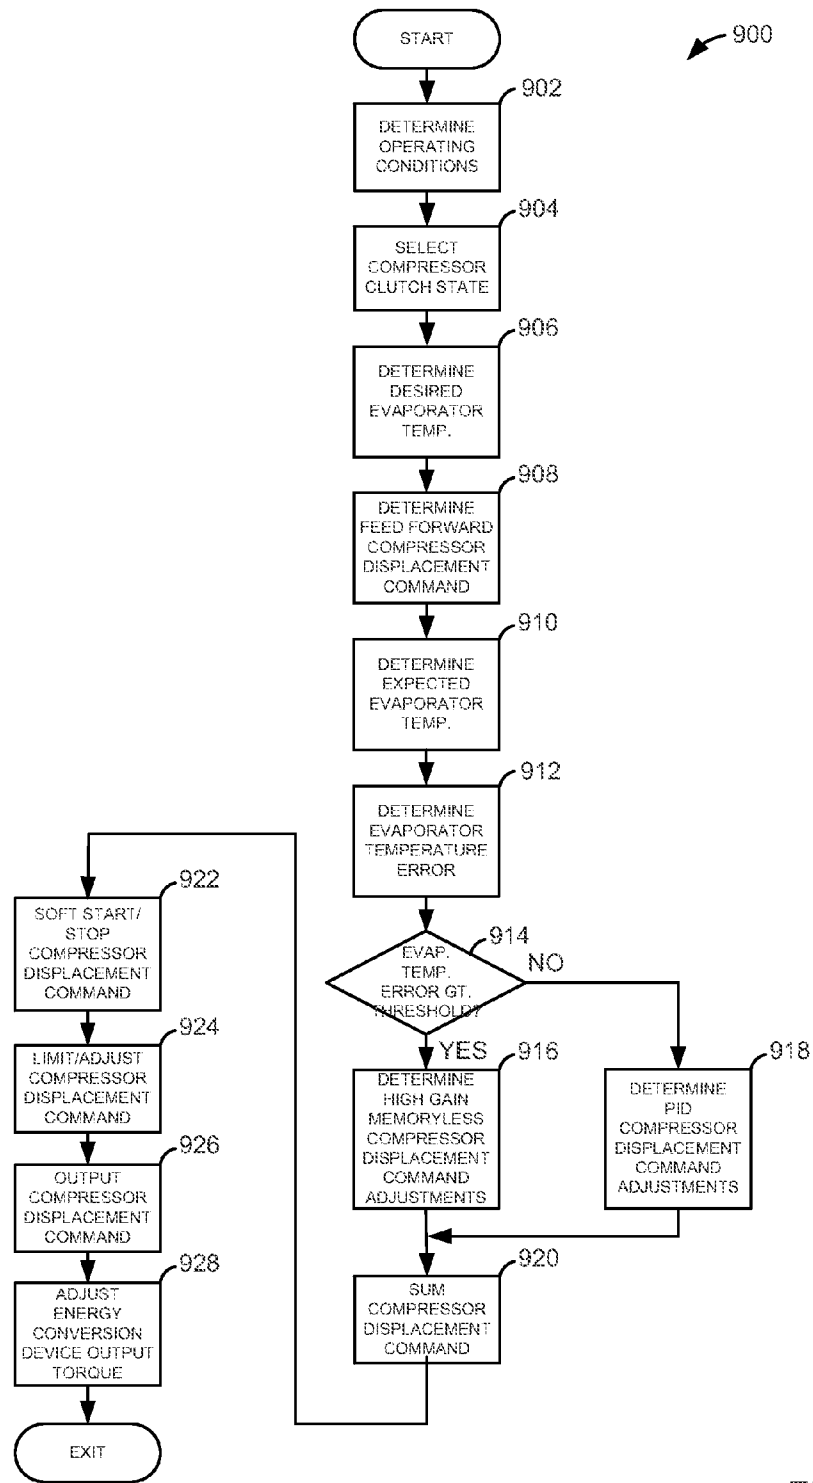 START
900
902
DETERMINE
OPERATING
CONDITIONS
904
SELECT
COMPRESSOR
CLUTCH STATE
906
DETERMINE
DESIRED
EVAPORATOR
TEMP.
908
DETERMINE
FEED FORWARD
COMPRESSOR
DISPLACEMENT
COMMAND
910
DETERMINE
EXPECTED
EVAPORATOR
TEMP.
912
DETERMINE
EVAPORATOR
TEMPERATURE
ERROR
914
EVAP.
TEMP.
ERROR GT.
THRESHOLD?
NO
YES
916
DETERMINE
HIGH GAIN
MEMORYLESS
COMPRESSOR
DISPLACEMENT
COMMAND
ADJUSTMENTS
918
DETERMINE
PID
COMPRESSOR
DISPLACEMENT
COMMAND
ADJUSTMENTS
920
SUM
COMPRESSOR
DISPLACEMENT
COMMAND
922
SOFT START/
STOP
COMPRESSOR
DISPLACEMENT
COMMAND
924
LIMIT/ADJUST
COMPRESSOR
DISPLACEMENT
COMMAND
926
OUTPUT
COMPRESSOR
DISPLACEMENT
COMMAND
928
ADJUST
ENERGY
CONVERSION
DEVICE OUTPUT
TORQUE
EXIT